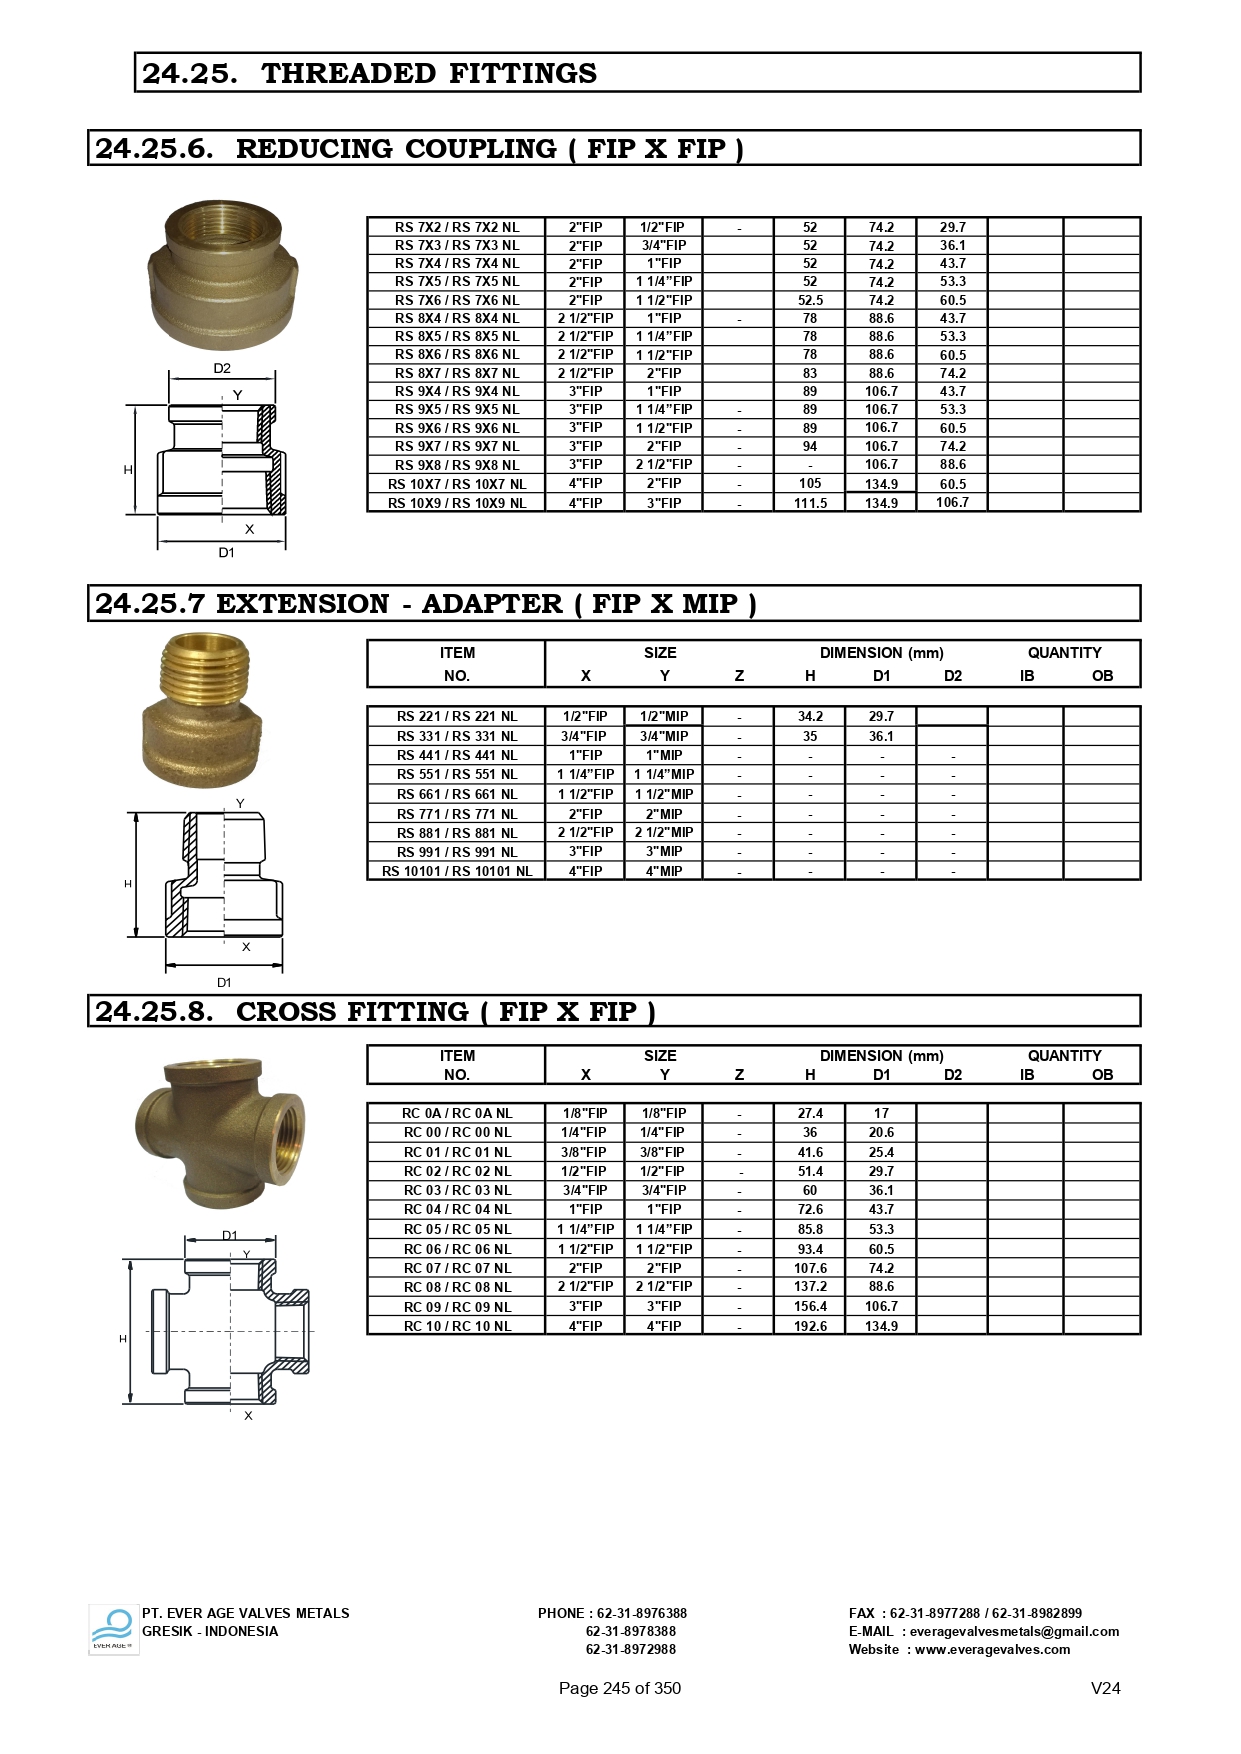 24.25. THREADED FITTINGS
24.25.6. REDUCING COUPLING ( FIP X FIP )
RS 7X2 / RS 7X2 NL 2"FIP 1/2"FIP - 52 74.2 29.7
RS 7X3 / RS 7X3 NL 2"FIP 3/4"FIP 52 74.2 36.1
RS 7X4 / RS 7X4 NL 2"FIP 1"FIP 52 74.2 43.7
RS 7X5 / RS 7X5 NL 2"FIP 1 1/4”FIP 52 74.2 53.3
RS 7X6 / RS 7X6 NL 2"FIP 1 1/2"FIP 52.5 74.2 60.5
RS 8X4 / RS 8X4 NL 2 1/2"FIP 1"FIP - 78 88.6 43.7
RS 8X5 / RS 8X5 NL 2 1/2"FIP 1 1/4”FIP 78 88.6 53.3
RS 8X6 / RS 8X6 NL 2 1/2"FIP 1 1/2"FIP 78 88.6 60.5
RS 8X7 / RS 8X7 NL 2 1/2"FIP 2"FIP 83 88.6 74.2
RS 9X4 / RS 9X4 NL 3"FIP 1"FIP 89 106.7 43.7
RS 9X5 / RS 9X5 NL 3"FIP 1 1/4”FIP - 89 106.7 53.3
RS 9X6 / RS 9X6 NL 3"FIP 1 1/2"FIP - 89 106.7 60.5
RS 9X7 / RS 9X7 NL 3"FIP 2"FIP - 94 106.7 74.2
RS 9X8 / RS 9X8 NL 3"FIP 2 1/2"FIP - - 106.7 88.6
RS 10X7 / RS 10X7 NL 4"FIP 2"FIP - 105 134.9 60.5
RS 10X9 / RS 10X9 NL 4"FIP 3"FIP - 111.5 134.9 106.7
D2
Y
H
X
D1
24.25.7 EXTENSION - ADAPTER ( FIP X MIP )
ITEM SIZE DIMENSION (mm) QUANTITY
NO. X Y Z H D1 D2 IB OB
RS 221 / RS 221 NL 1/2"FIP 1/2"MIP - 34.2 29.7
RS 331 / RS 331 NL 3/4"FIP 3/4"MIP - 35 36.1
RS 441 / RS 441 NL 1"FIP 1"MIP - - - -
RS 551 / RS 551 NL 1 1/4”FIP 1 1/4”MIP - - - -
RS 661 / RS 661 NL 1 1/2"FIP 1 1/2"MIP - - - -
RS 771 / RS 771 NL 2"FIP 2"MIP - - - -
RS 881 / RS 881 NL 2 1/2"FIP 2 1/2"MIP - - - -
RS 991 / RS 991 NL 3"FIP 3"MIP - - - -
RS 10101 / RS 10101 NL 4"FIP 4"MIP - - - -
Y
H
X
D1
24.25.8. CROSS FITTING ( FIP X FIP )
ITEM SIZE DIMENSION (mm) QUANTITY
NO. X Y Z H D1 D2 IB OB
RC 0A / RC 0A NL 1/8"FIP 1/8"FIP - 27.4 17
RC 00 / RC 00 NL 1/4"FIP 1/4"FIP - 36 20.6
RC 01 / RC 01 NL 3/8"FIP 3/8"FIP - 41.6 25.4
RC 02 / RC 02 NL 1/2"FIP 1/2"FIP - 51.4 29.7
RC 03 / RC 03 NL 3/4"FIP 3/4"FIP - 60 36.1
RC 04 / RC 04 NL 1"FIP 1"FIP - 72.6 43.7
RC 05 / RC 05 NL 1 1/4”FIP 1 1/4”FIP - 85.8 53.3
RC 06 / RC 06 NL 1 1/2"FIP 1 1/2"FIP - 93.4 60.5
RC 07 / RC 07 NL 2"FIP 2"FIP - 107.6 74.2
RC 08 / RC 08 NL 2 1/2"FIP 2 1/2"FIP - 137.2 88.6
RC 09 / RC 09 NL 3"FIP 3"FIP - 156.4 106.7
RC 10 / RC 10 NL 4"FIP 4"FIP - 192.6 134.9
D1
Y
H
X
EVER AGE
PT. EVER AGE VALVES METALS PHONE : 62-31-8976388 FAX : 62-31-8977288 / 62-31-8982899
GRESIK - INDONESIA 62-31-8978388 E-MAIL : everagevalvesmetals@gmail.com
62-31-8972988 Website : www.everagevalves.com
Page 245 of 350 V24